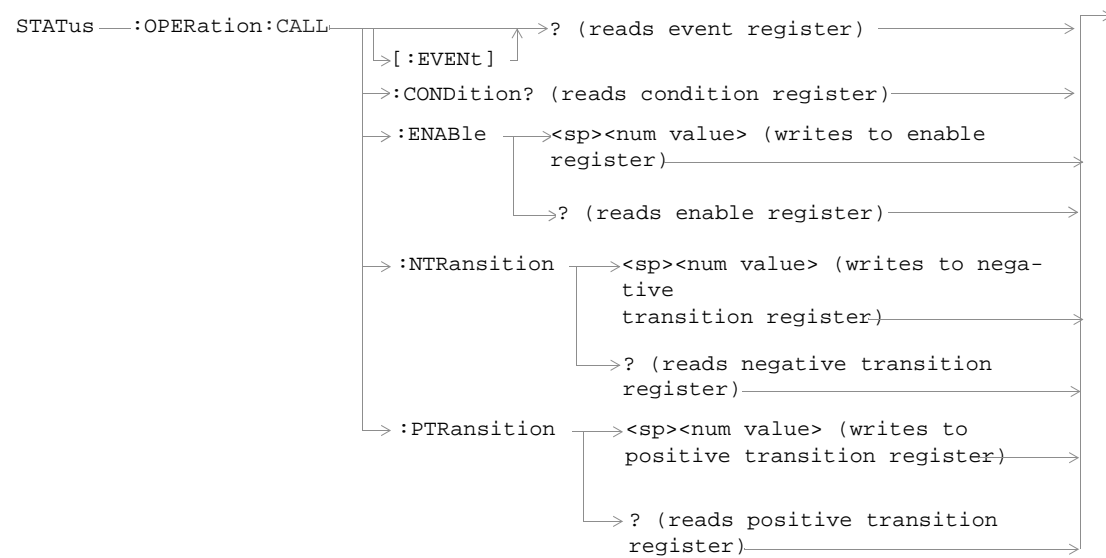 STATus :OPERation:CALL ? (reads event register)
[:EVENt]
:CONDition? (reads condition register)
:ENABle <sp><num value> (writes to enable
register)
? (reads enable register)
:NTRansition <sp><num value> (writes to nega-
tive
transition register)
? (reads negative transition
register)
:PTRansition <sp><num value> (writes to
positive transition register)
? (reads positive transition
register)